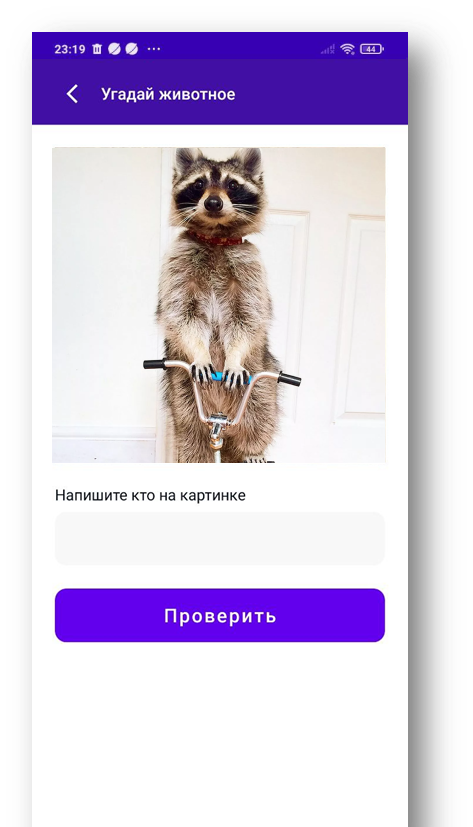 23:19 44
Угадай животное
Напишите кто на картинке
Проверить